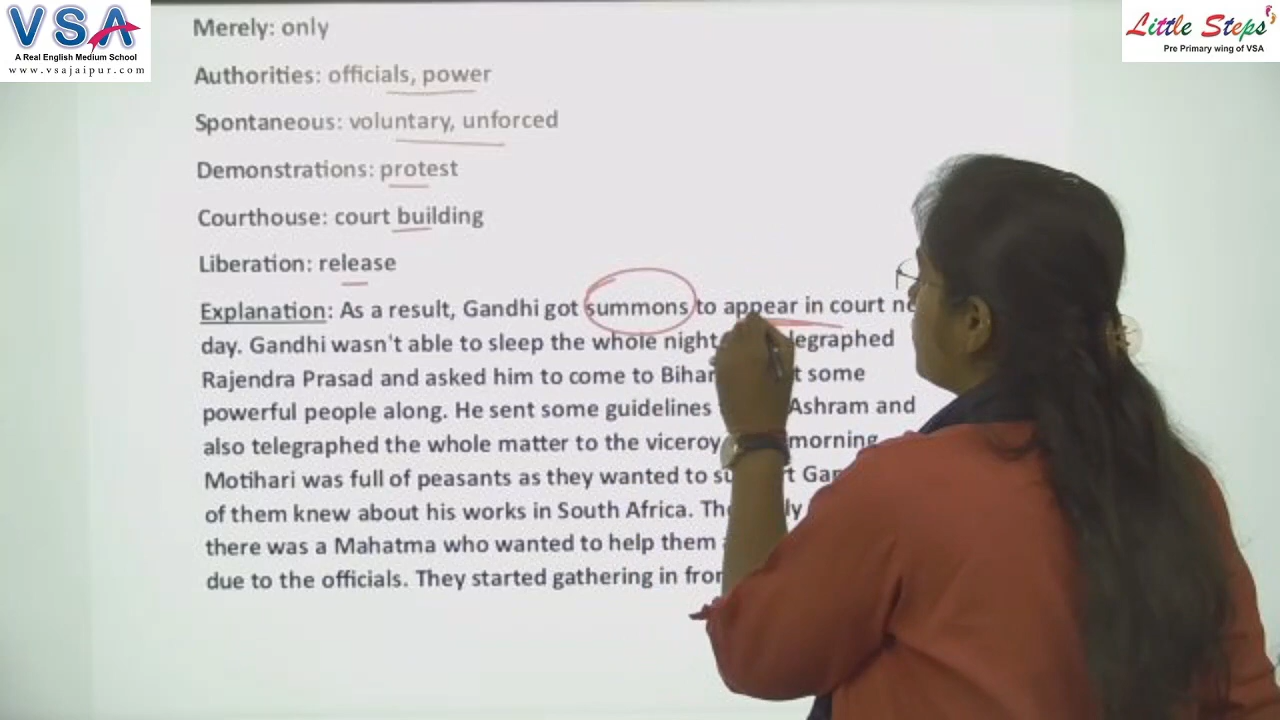 VSA
A Real English Medium School
www.vsajaipur.com
Little Steps
Pre Primary wing of VSA
Merely: only
Authorities: officials, power
Spontaneous: voluntary, unforced
Demonstrations: protest
Courthouse: court building
Liberation: release
Explanation: As a result, Gandhi got summons to appear in court
day. Gandhi wasn't able to sleep the whole night
Rajendra Prasad and asked him to come to Bihar some
powerful people along. He sent some guidelines Ashram and
also telegraphed the whole matter to the viceroy morning
Motihari was full of peasants as they wanted to
of them knew about his works in South Africa.
there was a Mahatma who wanted to help them
due to the officials. They started gathering in